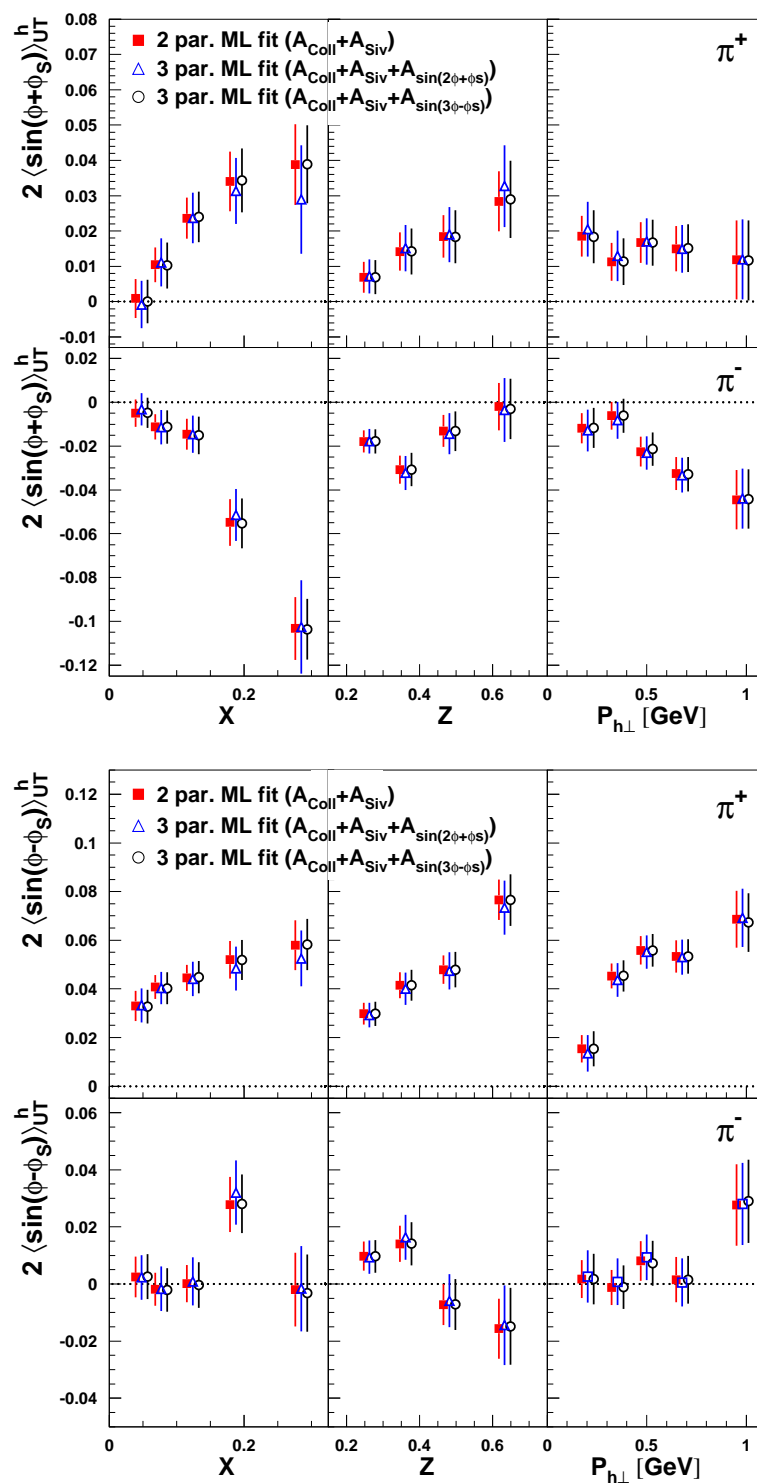 2 ⟨sin(ϕ+ϕ_S)⟩^h_UT
0.08
0.07
0.06
0.05
0.04
0.03
0.02
0.01
0
-0.01
2 par. ML fit (A_Coll+A_Siv)
3 par. ML fit (A_Coll+A_Siv+A_sin(2ϕ+ϕs))
3 par. ML fit (A_Coll+A_Siv+A_sin(3ϕ-ϕs))
π⁺
2 ⟨sin(ϕ+ϕ_S)⟩^h_UT
0.02
0
-0.02
-0.04
-0.06
-0.08
-0.1
-0.12
π⁻
0 0.2 0.2 0.4 0.6 0 0.5 1
X Z P_h⊥ [GeV]
2 ⟨sin(ϕ-ϕ_S)⟩^h_UT
0.12
0.1
0.08
0.06
0.04
0.02
0
2 par. ML fit (A_Coll+A_Siv)
3 par. ML fit (A_Coll+A_Siv+A_sin(2ϕ+ϕs))
3 par. ML fit (A_Coll+A_Siv+A_sin(3ϕ-ϕs))
π⁺
2 ⟨sin(ϕ-ϕ_S)⟩^h_UT
0.06
0.04
0.02
0
-0.02
-0.04
π⁻
0 0.2 0.2 0.4 0.6 0 0.5 1
X Z P_h⊥ [GeV]